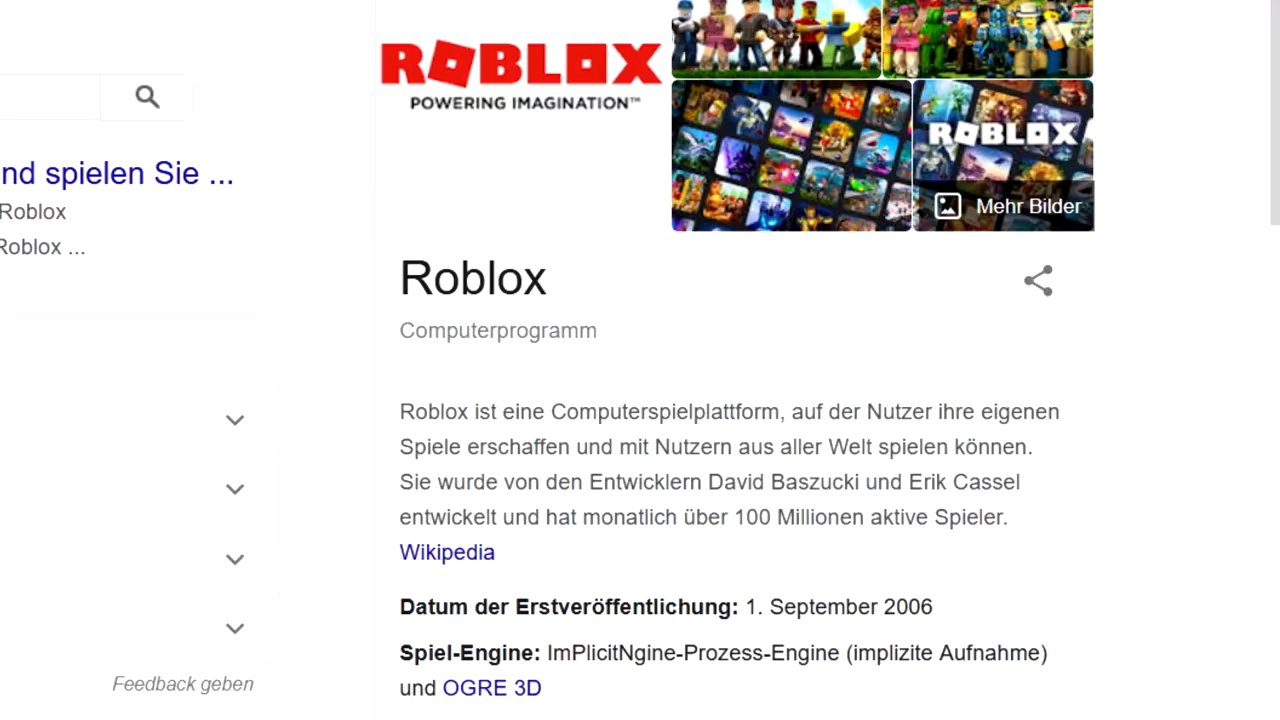 ROBLOX
POWERING IMAGINATION™
ROBLOX
Mehr Bilder
nd spielen Sie ...
Roblox
Roblox ...
Feedback geben
Roblox
Computerprogramm
Roblox ist eine Computerspielplattform, auf der Nutzer ihre eigenen
Spiele erschaffen und mit Nutzern aus aller Welt spielen können.
Sie wurde von den Entwicklern David Baszucki und Erik Cassel
entwickelt und hat monatlich über 100 Millionen aktive Spieler.
Wikipedia
Datum der Erstveröffentlichung: 1. September 2006
Spiel-Engine: ImPlicitNgine-Prozess-Engine (implizite Aufnahme)
und OGRE 3D